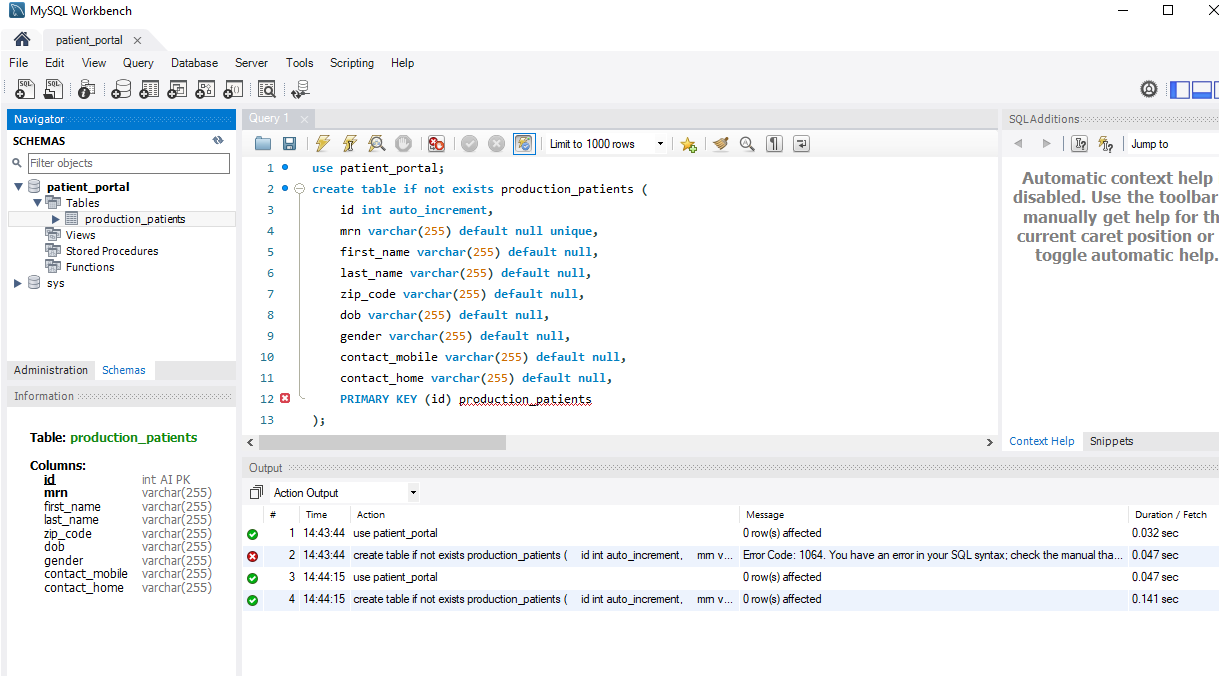 MySQL Workbench
patient_portal
File Edit View Query Database Server Tools Scripting Help
Navigator
SCHEMAS
Filter objects
patient_portal
Tables
production_patients
Views
Stored Procedures
Functions
sys
Administration Schemas
Information
Table: production_patients
Columns:
id int AI PK
mrn varchar(255)
first_name varchar(255)
last_name varchar(255)
zip_code varchar(255)
dob varchar(255)
gender varchar(255)
contact_mobile varchar(255)
contact_home varchar(255)
Query 1
Limit to 1000 rows
1 use patient_portal;
2 create table if not exists production_patients (
3 id int auto_increment,
4 mrn varchar(255) default null unique,
5 first_name varchar(255) default null,
6 last_name varchar(255) default null,
7 zip_code varchar(255) default null,
8 dob varchar(255) default null,
9 gender varchar(255) default null,
10 contact_mobile varchar(255) default null,
11 contact_home varchar(255) default null,
12 PRIMARY KEY (id) production_patients
13 );
SQLAdditions
Jump to
Automatic context help
disabled. Use the toolbar
manually get help for th
current caret position or
toggle automatic help.
Context Help Snippets
Output
Action Output
# Time Action Message Duration / Fetch
1 14:43:44 use patient_portal 0 row(s) affected 0.032 sec
2 14:43:44 create table if not exists production_patients ( id int auto_increment, mrn v... Error Code: 1064. You have an error in your SQL syntax; check the manual tha... 0.047 sec
3 14:44:15 use patient_portal 0 row(s) affected 0.047 sec
4 14:44:15 create table if not exists production_patients ( id int auto_increment, mrn v... 0 row(s) affected 0.141 sec